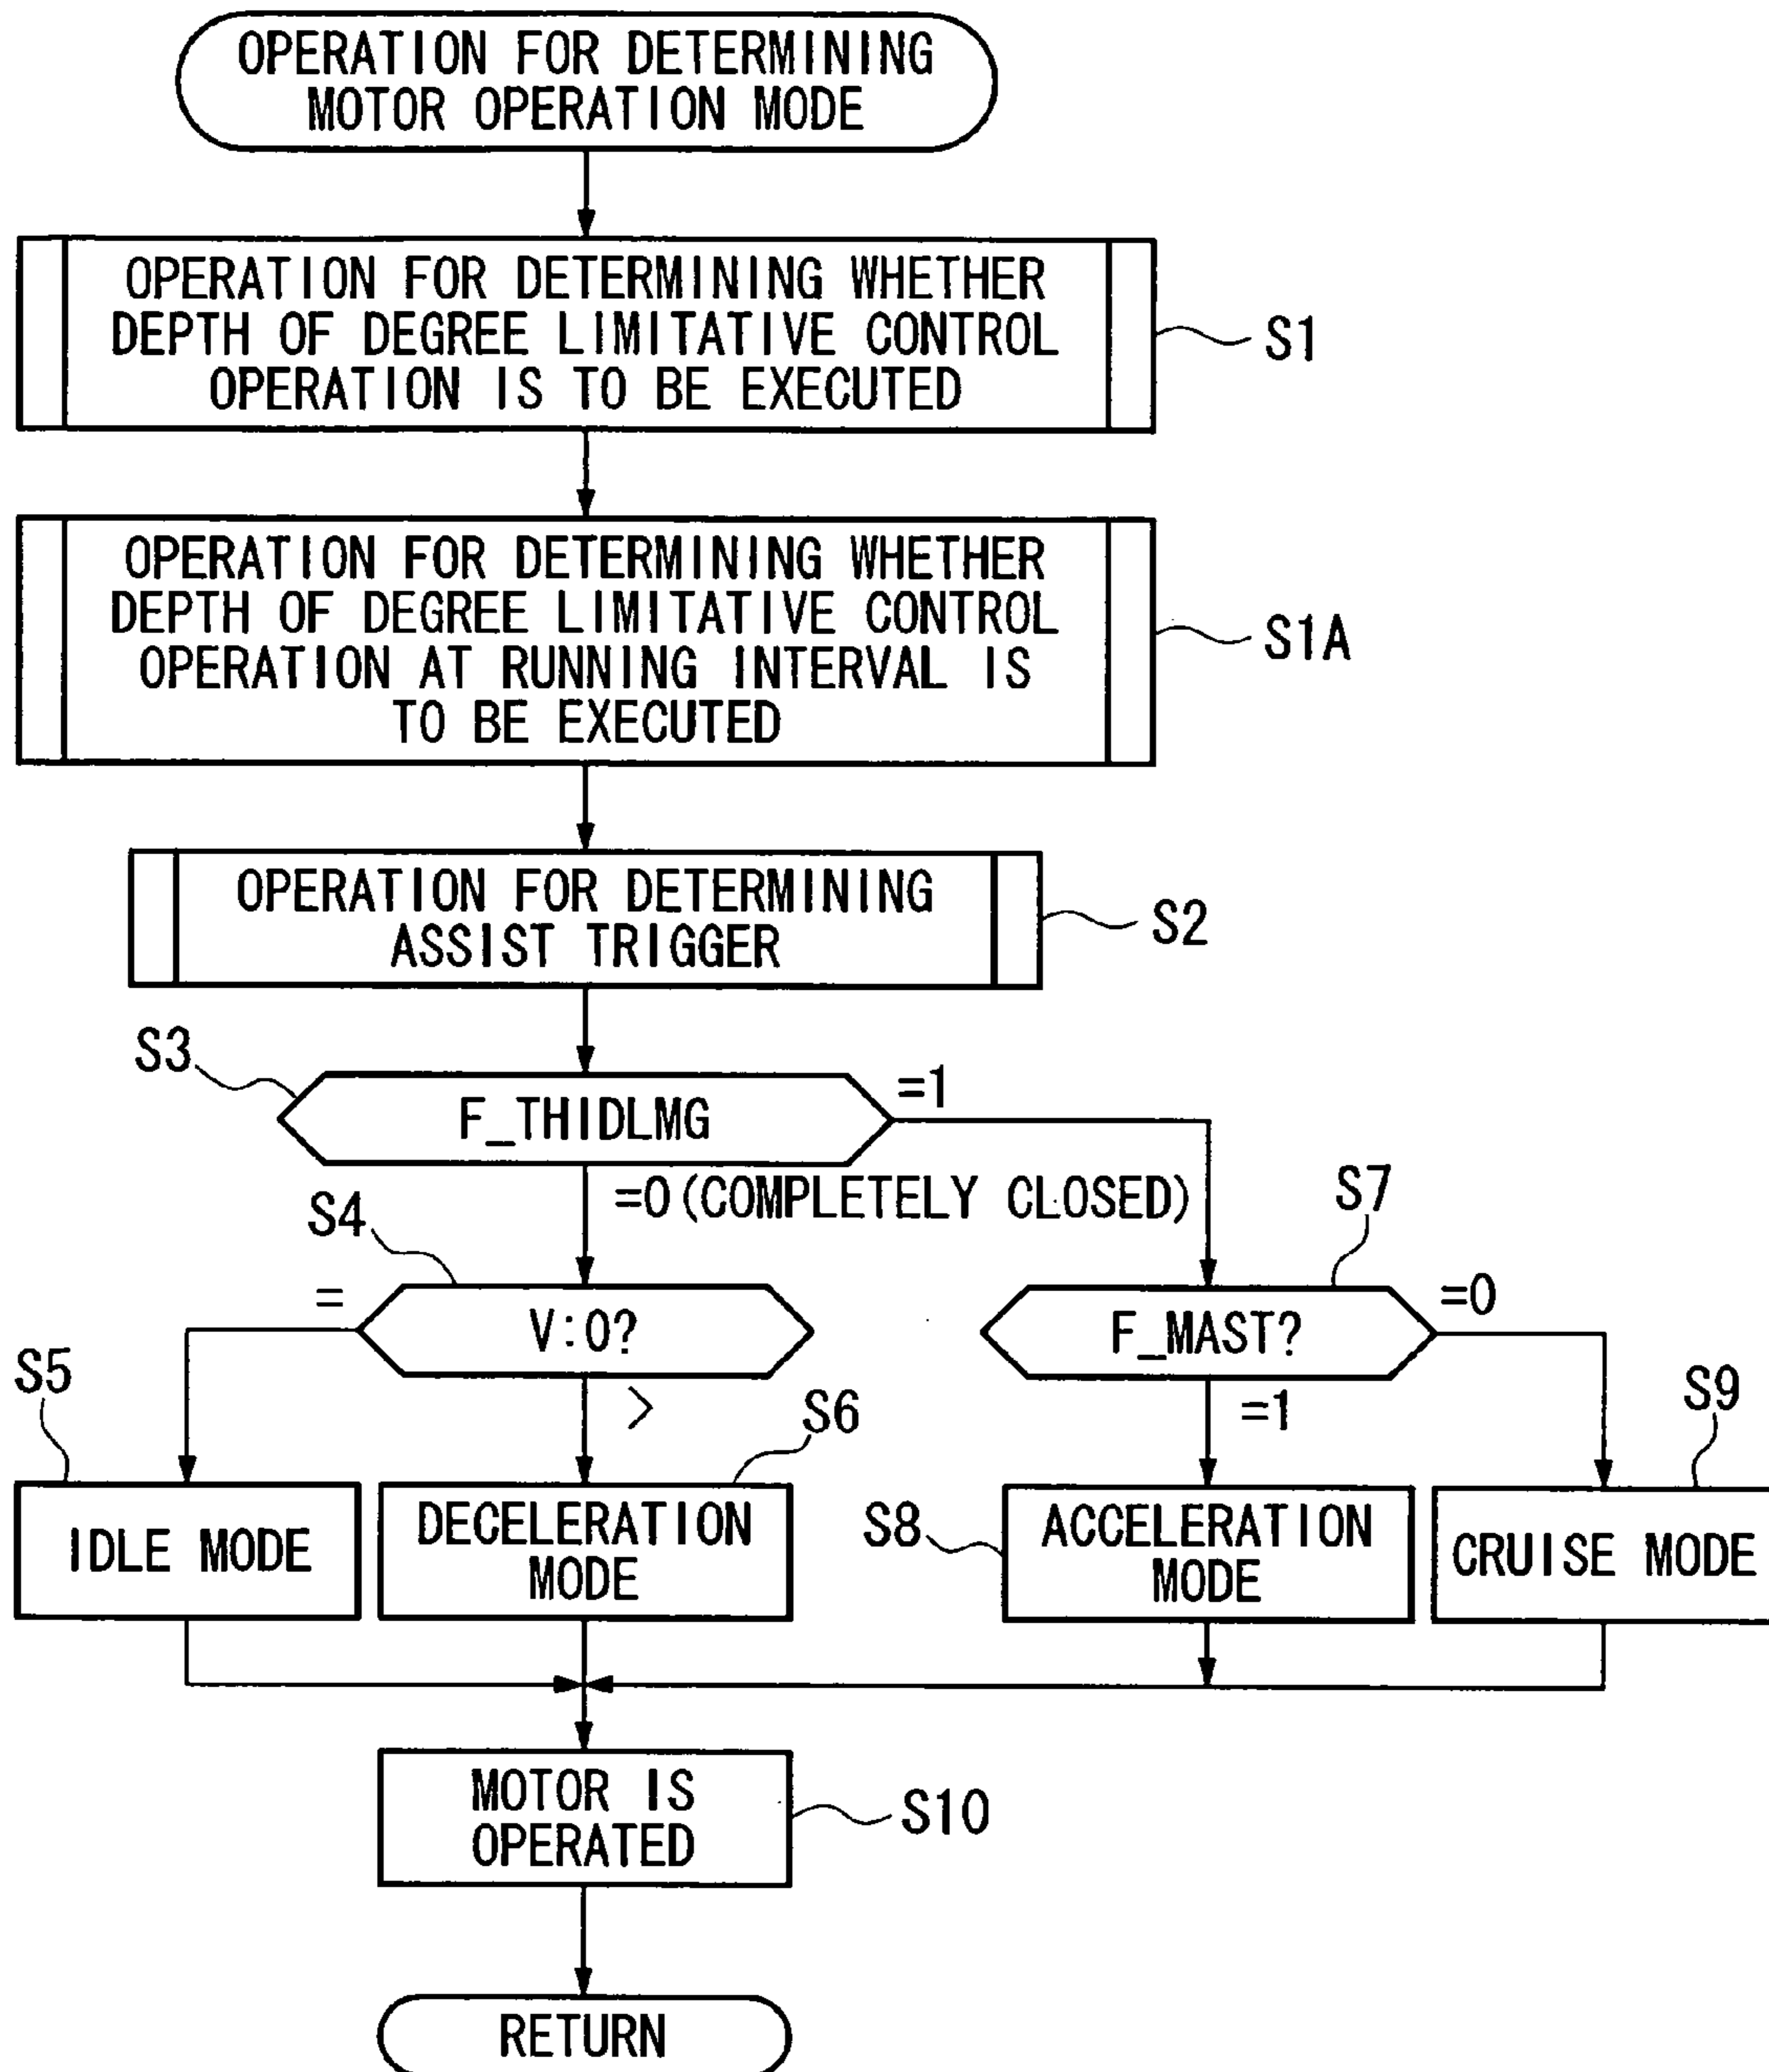 OPERATION FOR DETERMINING
MOTOR OPERATION MODE
OPERATION FOR DETERMINING WHETHER
DEPTH OF DEGREE LIMITATIVE CONTROL
OPERATION IS TO BE EXECUTED
S1
OPERATION FOR DETERMINING WHETHER
DEPTH OF DEGREE LIMITATIVE CONTROL
OPERATION AT RUNNING INTERVAL IS
TO BE EXECUTED
S1A
OPERATION FOR DETERMINING
ASSIST TRIGGER
S2
S3
F_THIDLMG
=1
=0(COMPLETELY CLOSED)
S4
S7
=
V:0?
F_MAST?
=0
S5
>
S6
=1
S9
IDLE MODE
DECELERATION
MODE
S8
ACCELERATION
MODE
CRUISE MODE
MOTOR IS
OPERATED
S10
RETURN